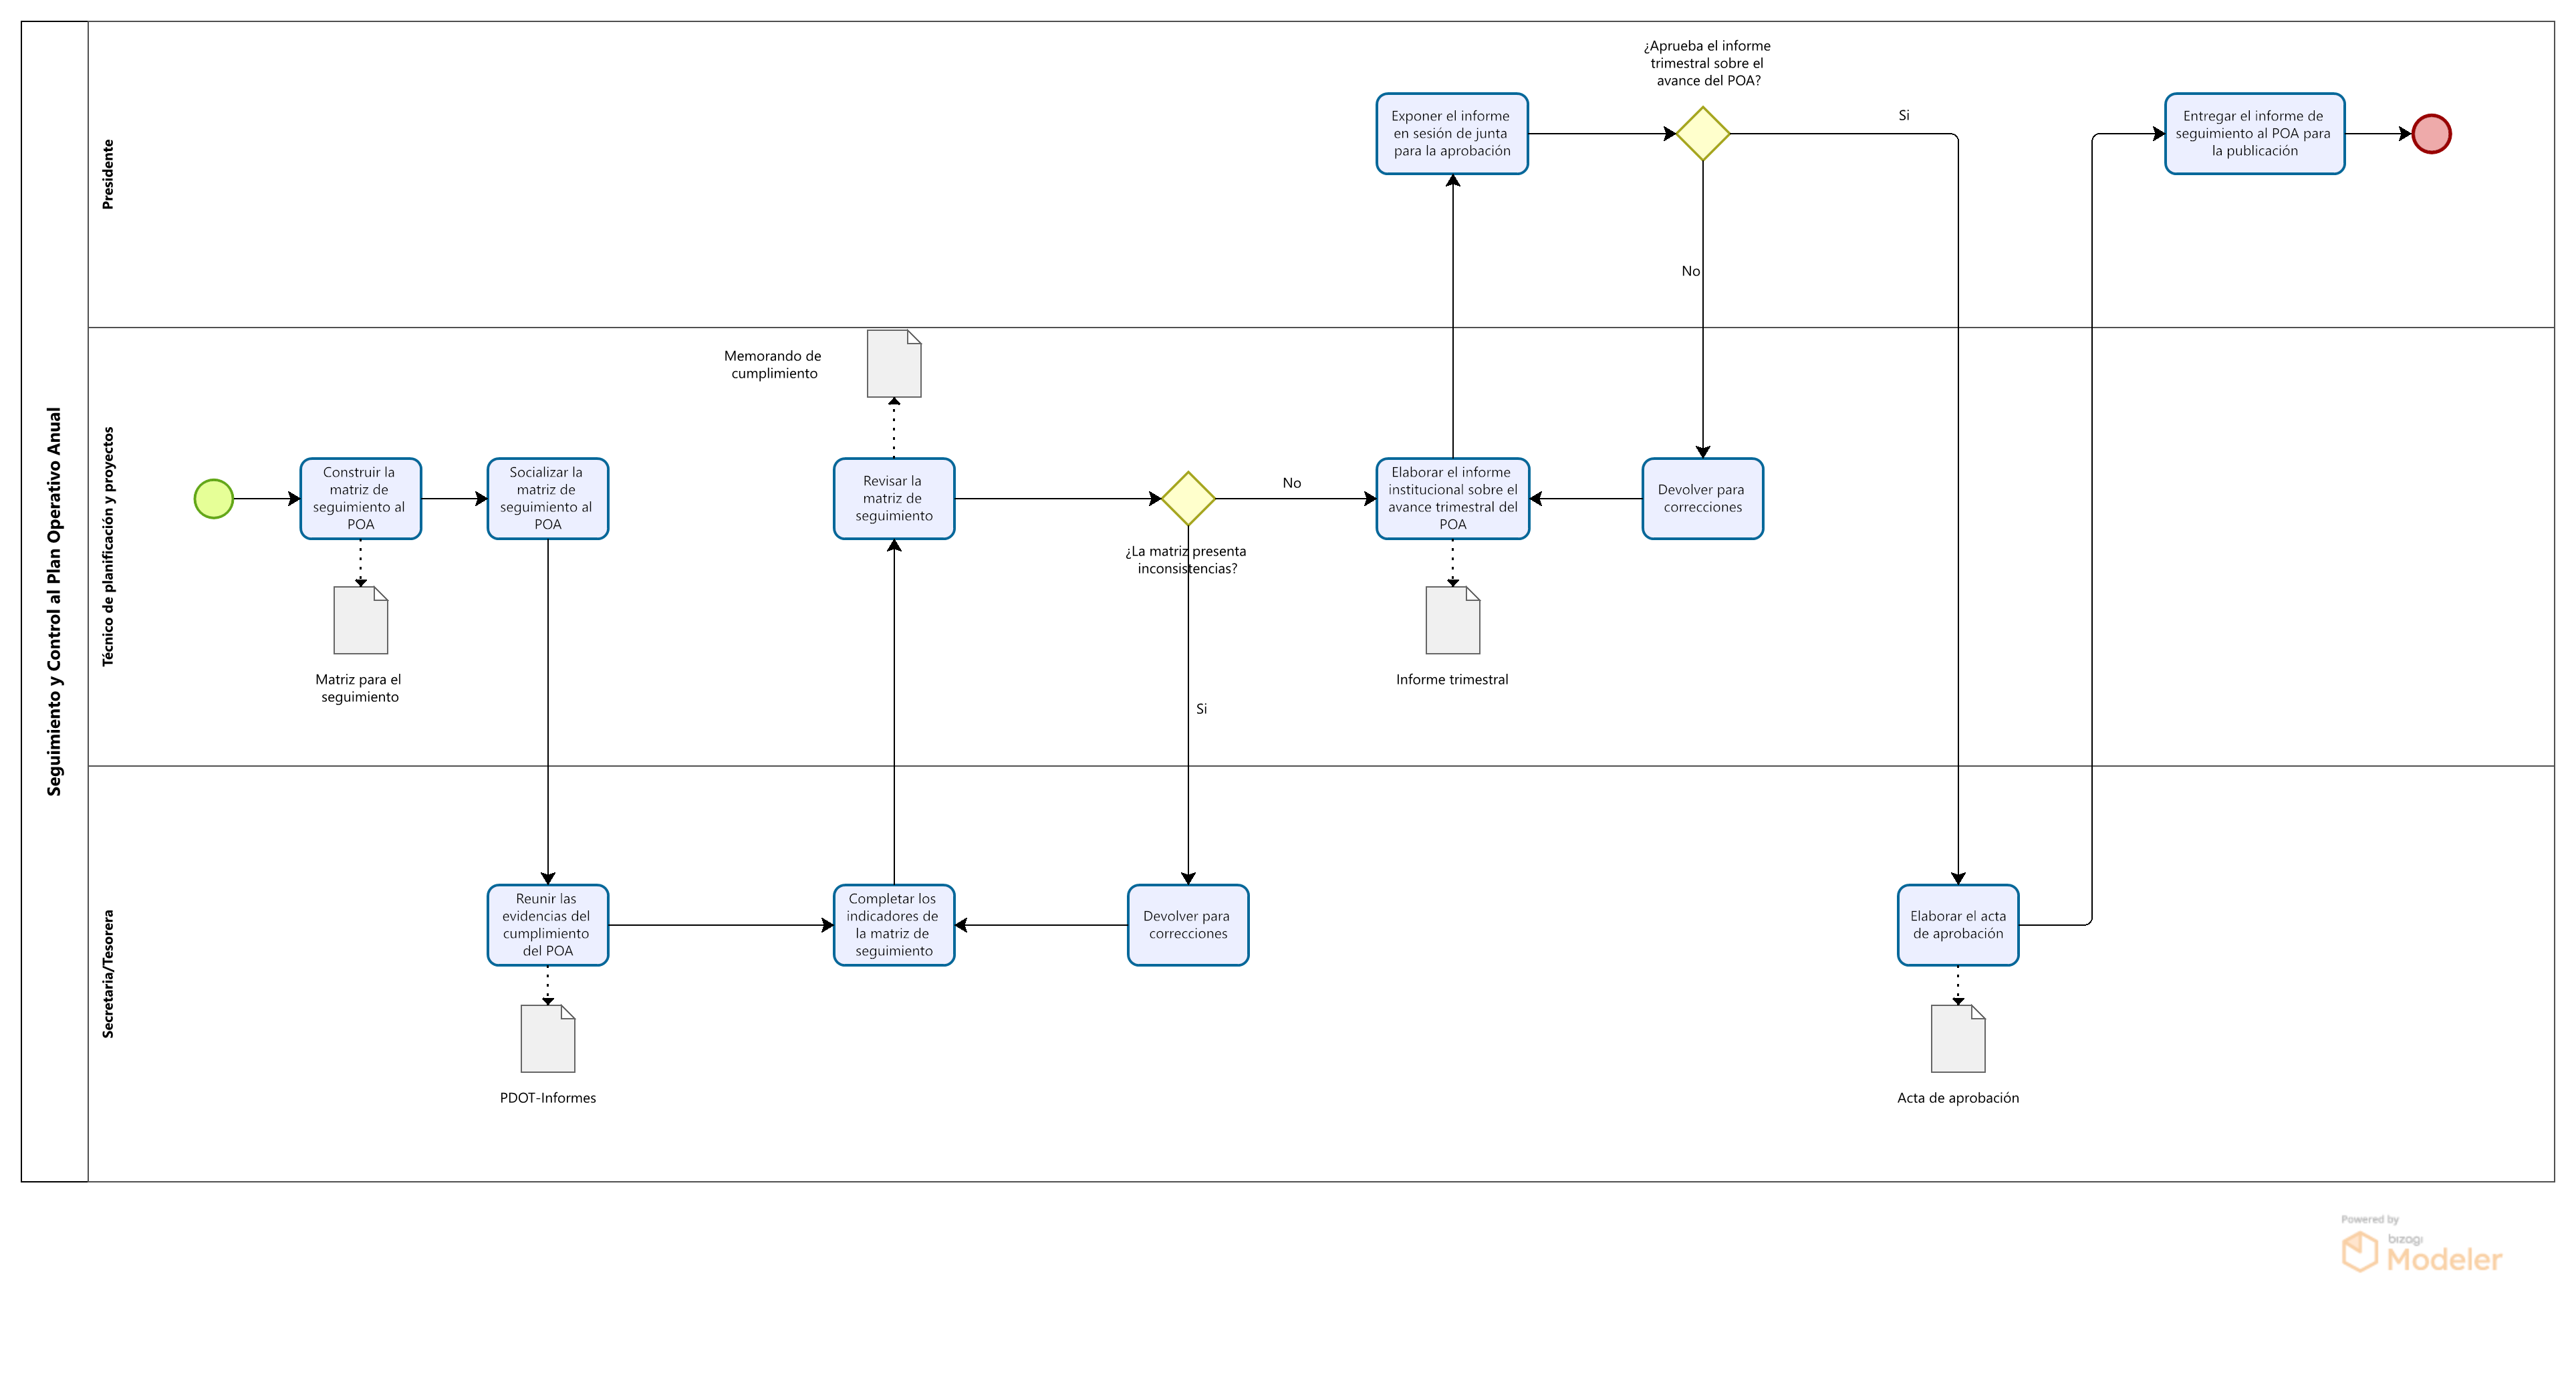 Seguimiento y Control al Plan Operativo Anual
Presidente
¿Aprueba el informe
trimestral sobre el
avance del POA?
Exponer el informe
en sesión de junta
para la aprobación
Si
Entregar el informe de
seguimiento al POA para
la publicación
No
Técnico de planificación y proyectos
Memorando de
cumplimiento
Construir la
matriz de
seguimiento al
POA
Socializar la
matriz de
seguimiento al
POA
Revisar la
matriz de
seguimiento
No
¿La matriz presenta
inconsistencias?
Elaborar el informe
institucional sobre el
avance trimestral del
POA
Devolver para
correcciones
Matriz para el
seguimiento
Informe trimestral
Si
Secretaria/Tesorera
Reunir las
evidencias del
cumplimiento
del POA
Completar los
indicadores de
la matriz de
seguimiento
Devolver para
correcciones
Elaborar el acta
de aprobación
PDOT-Informes
Acta de aprobación
Powered by
bizagi
Modeler